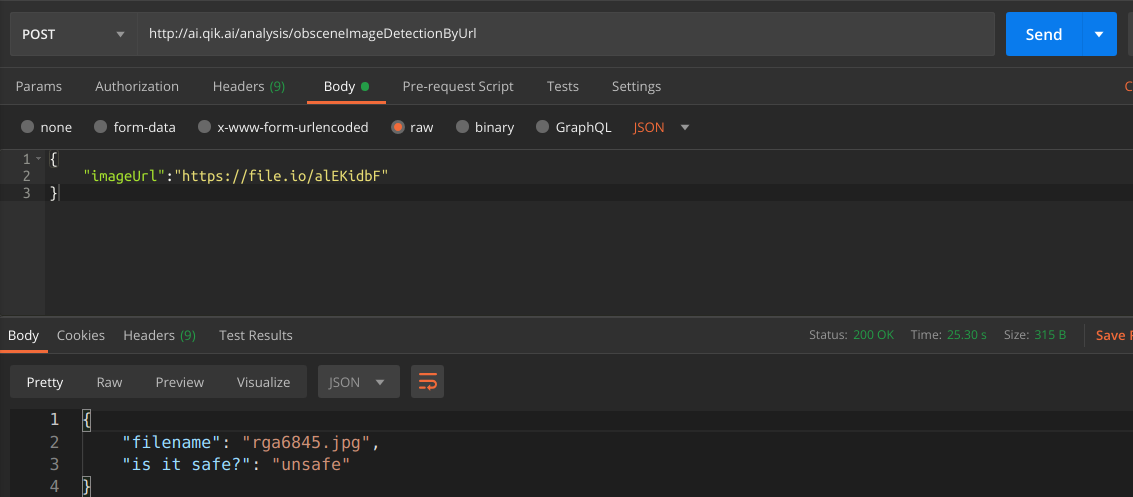 POST http://ai.qik.ai/analysis/obsceneImageDetectionByUrl Send
Params Authorization Headers (9) Body Pre-request Script Tests Settings
none form-data x-www-form-urlencoded raw binary GraphQL JSON
1 {
2 "imageUrl":"https://file.io/alEKidbF"
3 }
Body Cookies Headers (9) Test Results Status: 200 OK Time: 25.30 s Size: 315 B Save
Pretty Raw Preview Visualize JSON
1 {
2 "filename": "rga6845.jpg",
3 "is it safe?": "unsafe"
4 }